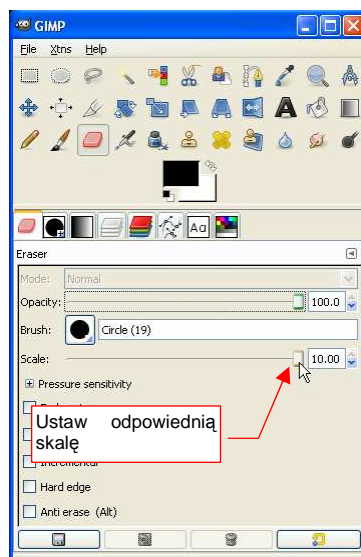 GIMP
File Xtns Help
Aa
Eraser
Mode: Normal
Opacity: 100.0
Brush: Circle (19)
Scale: 10.00
Pressure sensitivity
Ustaw odpowiednią
skalę
Incremental
Hard edge
Anti erase (Alt)